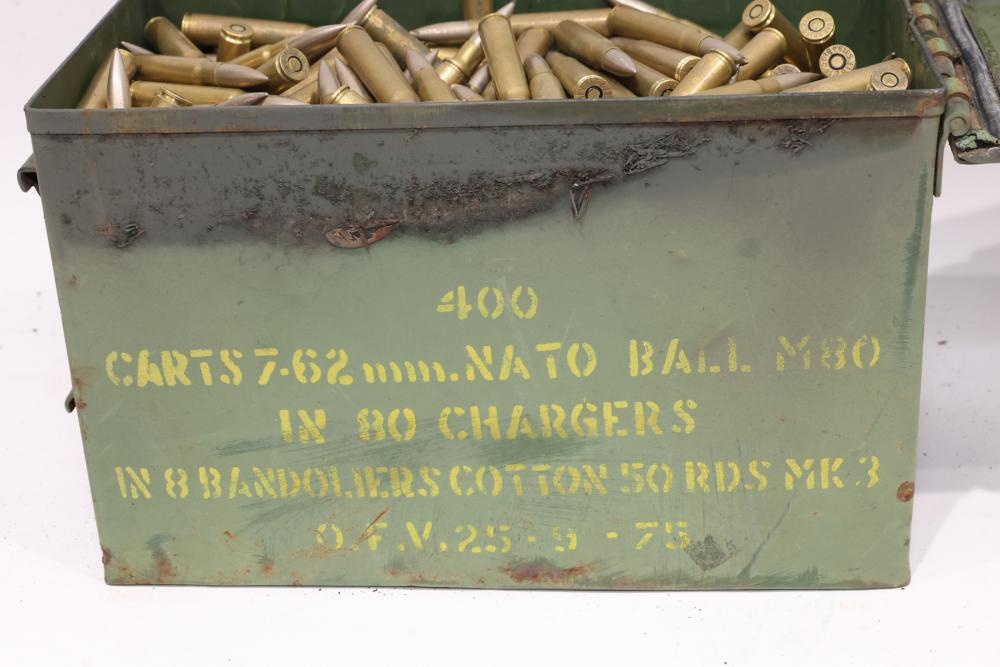 400
CARTS 7.62 mm. NATO BALL M80
IN 80 CHARGERS
IN 8 BANDOLIERS COTTON 50 RDS MK 3
O.F.V. 25 - 9 - 75